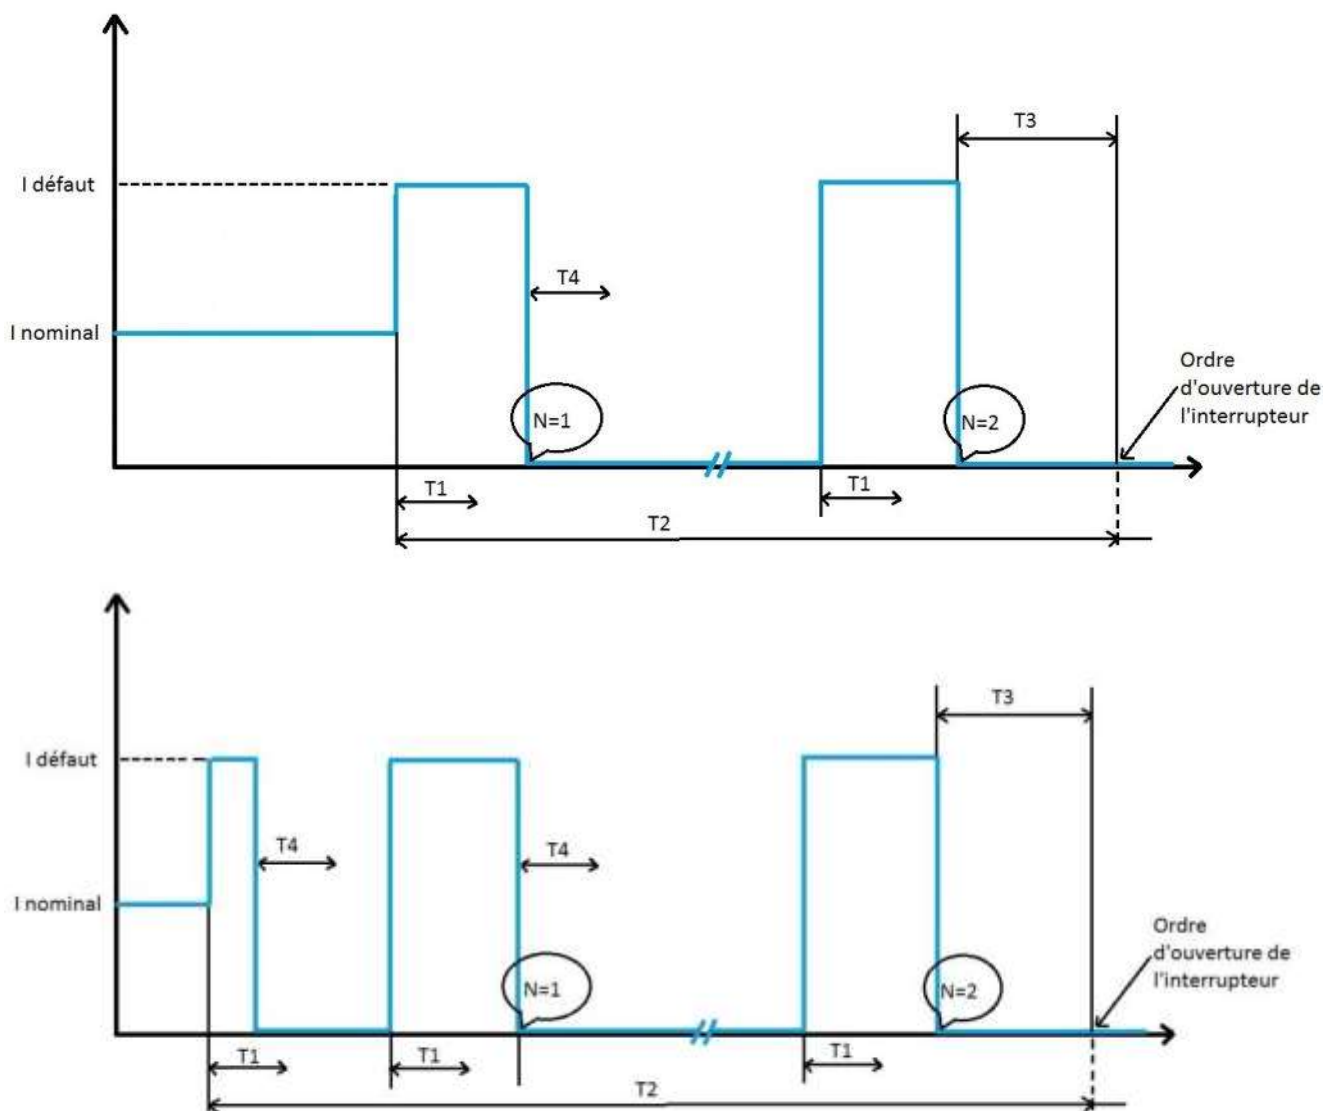 T3
I défaut
T4
I nominal
Ordre
d'ouverture de
l'interrupteur
N=1
N=2
T1
T1
T2
T3
I défaut
T4
T4
I nominal
Ordre
d'ouverture de
l'interrupteur
N=1
N=2
T1
T1
T1
T2